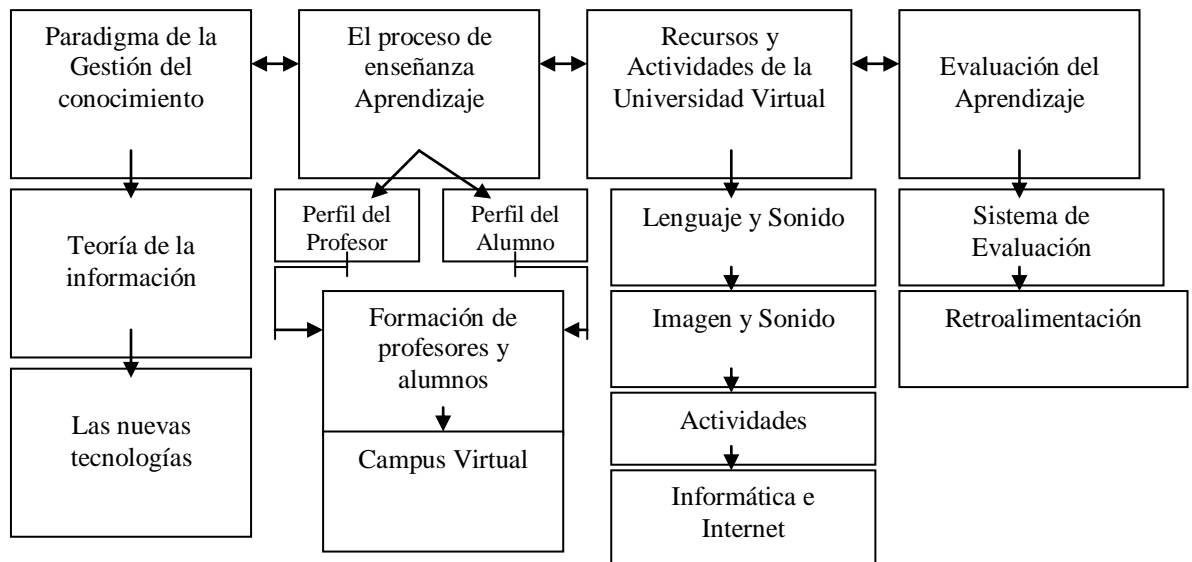 Paradigma de la
Gestión del
conocimiento
El proceso de
enseñanza
Aprendizaje
Recursos y
Actividades de la
Universidad Virtual
Evaluación del
Aprendizaje
Teoría de la
información
Las nuevas
tecnologías
Perfil del
Profesor
Perfil del
Alumno
Formación de
profesores y
alumnos
Campus Virtual
Lenguaje y Sonido
Imagen y Sonido
Actividades
Informática e
Internet
Sistema de
Evaluación
Retroalimentación